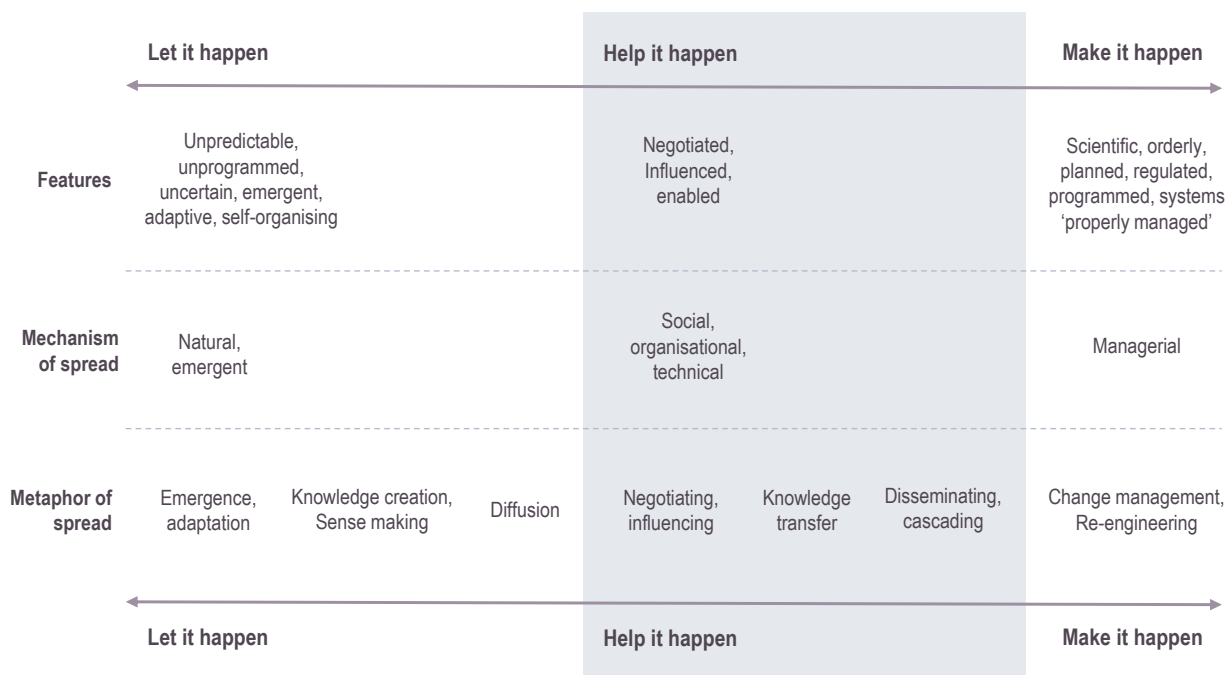 Let it happen
Help it happen
Make it happen
Features
Unpredictable,
unprogrammed,
uncertain, emergent,
adaptive, self-organising
Negotiated,
Influenced,
enabled
Scientific, orderly,
planned, regulated,
programmed, systems
‘properly managed’
Mechanism
of spread
Natural,
emergent
Social,
organisational,
technical
Managerial
Metaphor of
spread
Emergence,
adaptation
Knowledge creation,
Sense making
Diffusion
Negotiating,
influencing
Knowledge
transfer
Disseminating,
cascading
Change management,
Re-engineering
Let it happen
Help it happen
Make it happen